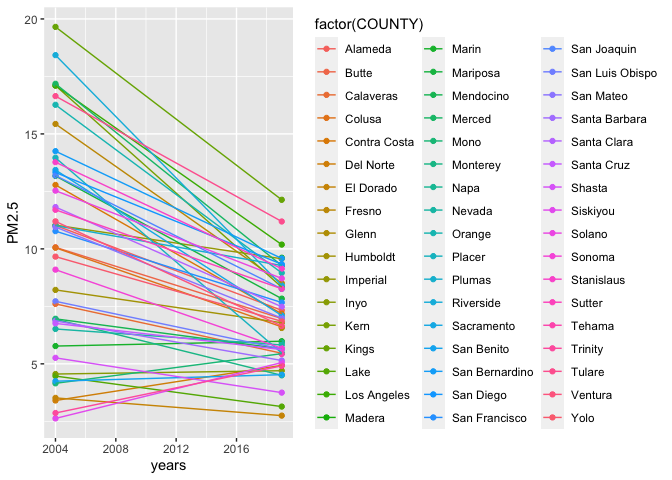 factor(COUNTY)
20
15
10
5
PM2.5
2004 2008 2012 2016
years
Alameda
Butte
Calaveras
Colusa
Contra Costa
Del Norte
El Dorado
Fresno
Glenn
Humboldt
Imperial
Inyo
Kern
Kings
Lake
Los Angeles
Madera
Marin
Mariposa
Mendocino
Merced
Mono
Monterey
Napa
Nevada
Orange
Placer
Plumas
Riverside
Sacramento
San Benito
San Bernardino
San Diego
San Francisco
San Joaquin
San Luis Obispo
San Mateo
Santa Barbara
Santa Clara
Santa Cruz
Shasta
Siskiyou
Solano
Sonoma
Stanislaus
Sutter
Tehama
Trinity
Tulare
Ventura
Yolo